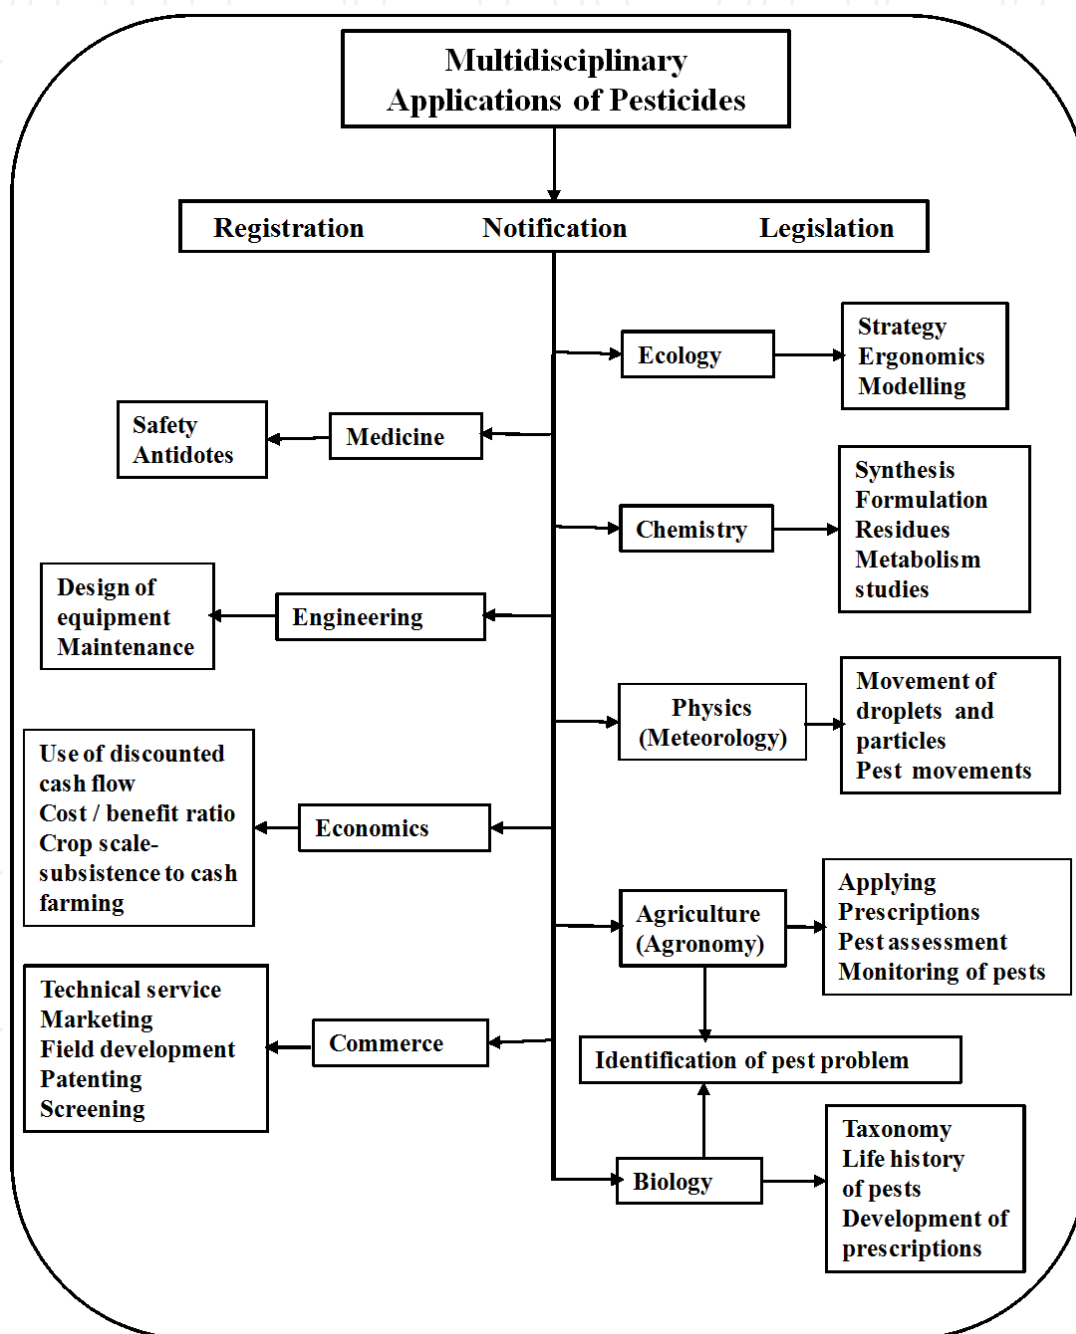 Multidisciplinary
Applications of Pesticides
Registration Notification Legislation
Ecology
Strategy
Ergonomics
Modelling
Safety
Antidotes
Medicine
Chemistry
Synthesis
Formulation
Residues
Metabolism
studies
Design of
equipment
Maintenance
Engineering
Physics
(Meteorology)
Movement of
droplets and
particles
Pest movements
Use of discounted
cash flow
Cost / benefit ratio
Crop scale-
subsistence to cash
farming
Economics
Agriculture
(Agronomy)
Applying
Prescriptions
Pest assessment
Monitoring of pests
Technical service
Marketing
Field development
Patenting
Screening
Commerce
Identification of pest problem
Biology
Taxonomy
Life history
of pests
Development of
prescriptions